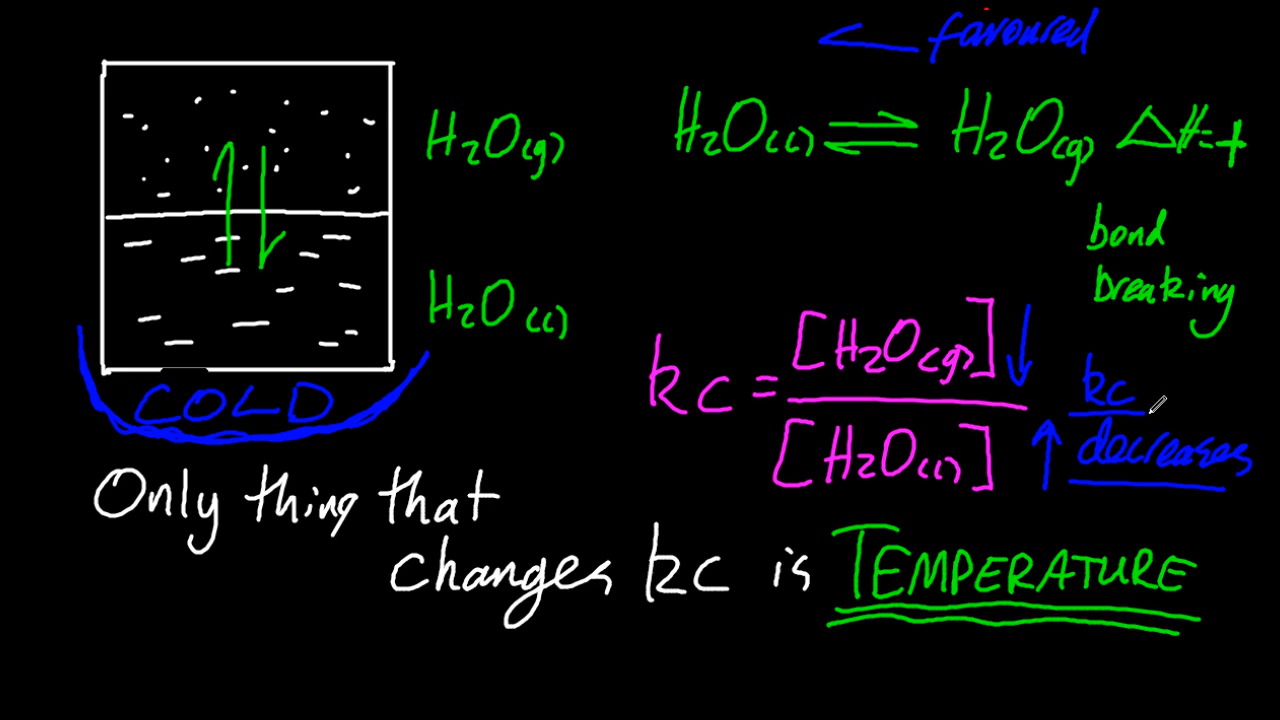 favoured
H2O(g)
H2O(l) ⇌ H2O(g) ΔH=+
bond
breaking
H2O(l)
kc = [H2O(g)] / [H2O(l)]
kc
decreases
COLD
Only thing that
changes kc is TEMPERATURE